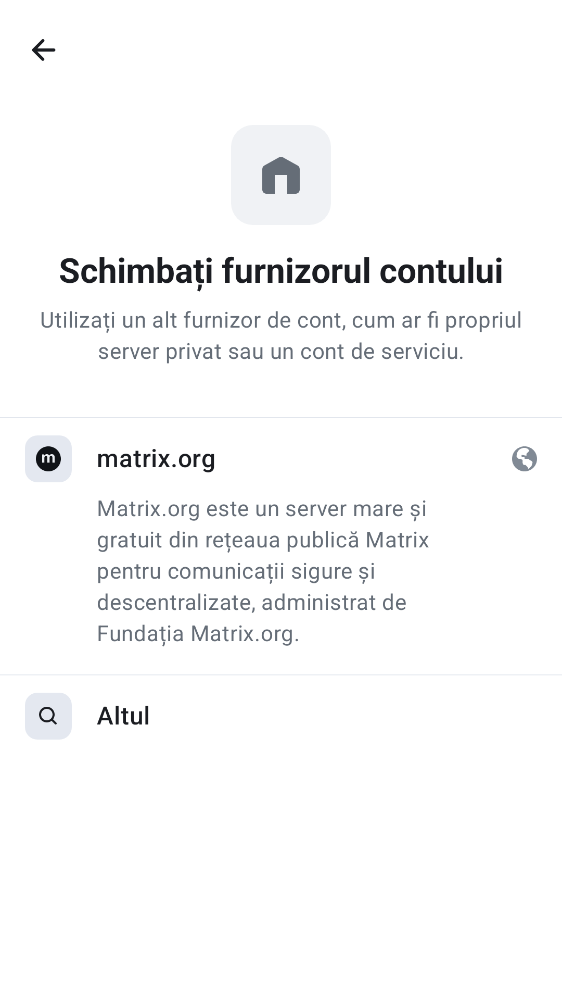 Schimbați furnizorul contului
Utilizați un alt furnizor de cont, cum ar fi propriul
server privat sau un cont de serviciu.
m matrix.org
Matrix.org este un server mare și
gratuit din rețeaua publică Matrix
pentru comunicații sigure și
descentralizate, administrat de
Fundația Matrix.org.
Altul